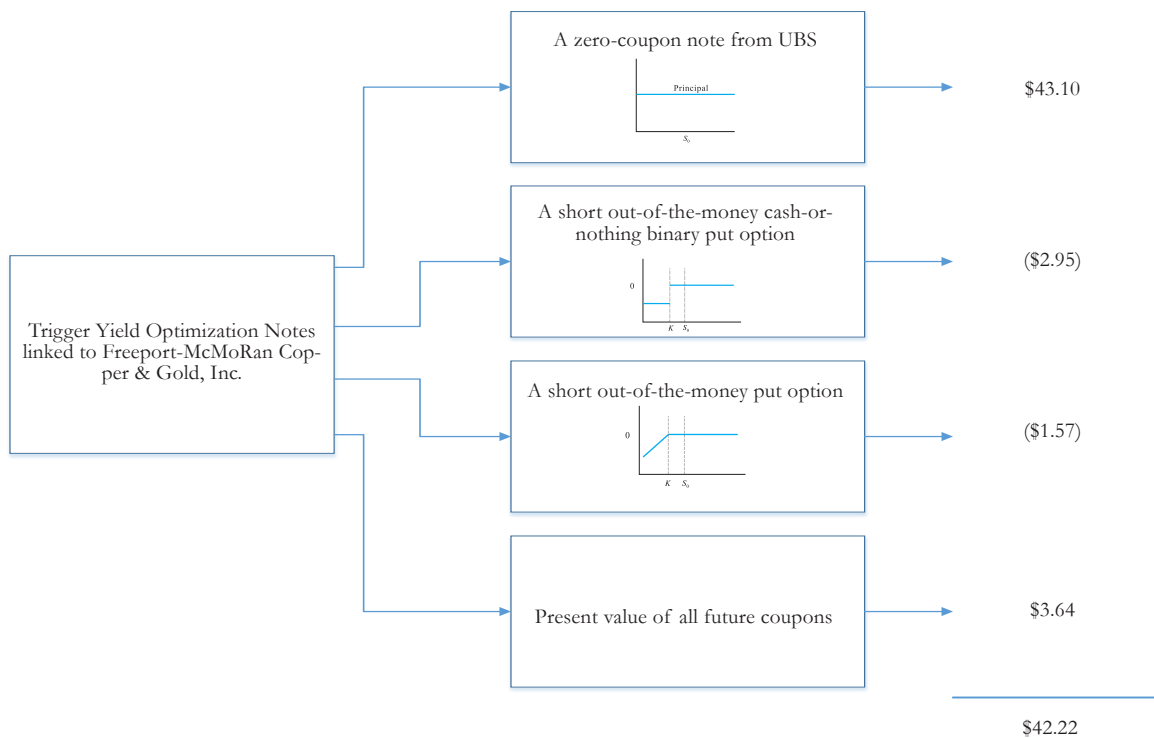 A zero-coupon note from UBS
Principal
S0
$43.10
A short out-of-the-money cash-or-
nothing binary put option
0
K
S0
($2.95)
Trigger Yield Optimization Notes
linked to Freeport-McMoRan Cop-
per & Gold, Inc.
A short out-of-the-money put option
0
K
S0
($1.57)
Present value of all future coupons
$3.64
$42.22